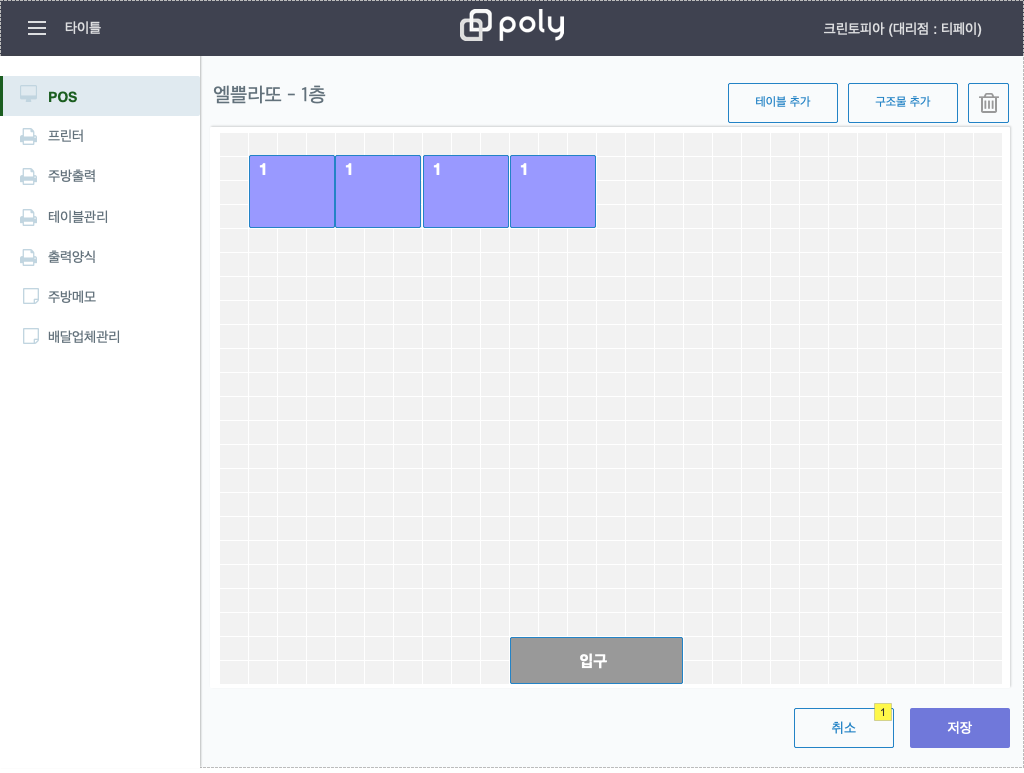 타이틀
poly
크린토피아 (대리점 : 티페이)
POS
프린터
주방출력
테이블관리
출력양식
주방메모
배달업체관리
엘쁠라또 - 1층
테이블 추가
구조물 추가
1 1 1 1
입구
취소
1
저장